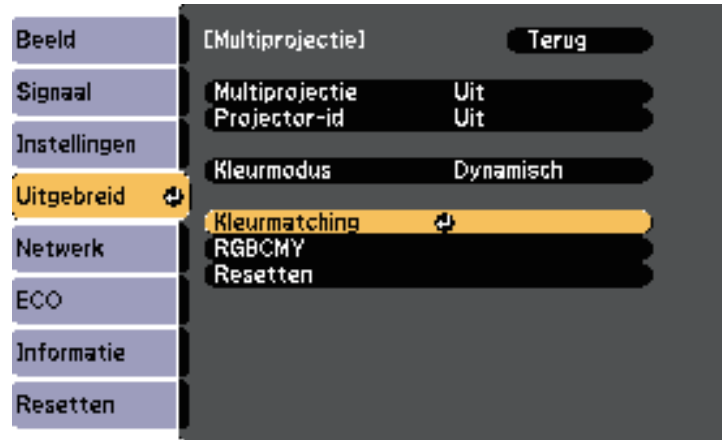 Beeld
Signaal
Instellingen
Uitgebreid
Netwerk
ECO
Informatie
Resetten
[Multiprojectie] Terug
Multiprojectie Uit
Projector-id Uit
Kleurmodus Dynamisch
Kleurmatching
RGBCMY
Resetten